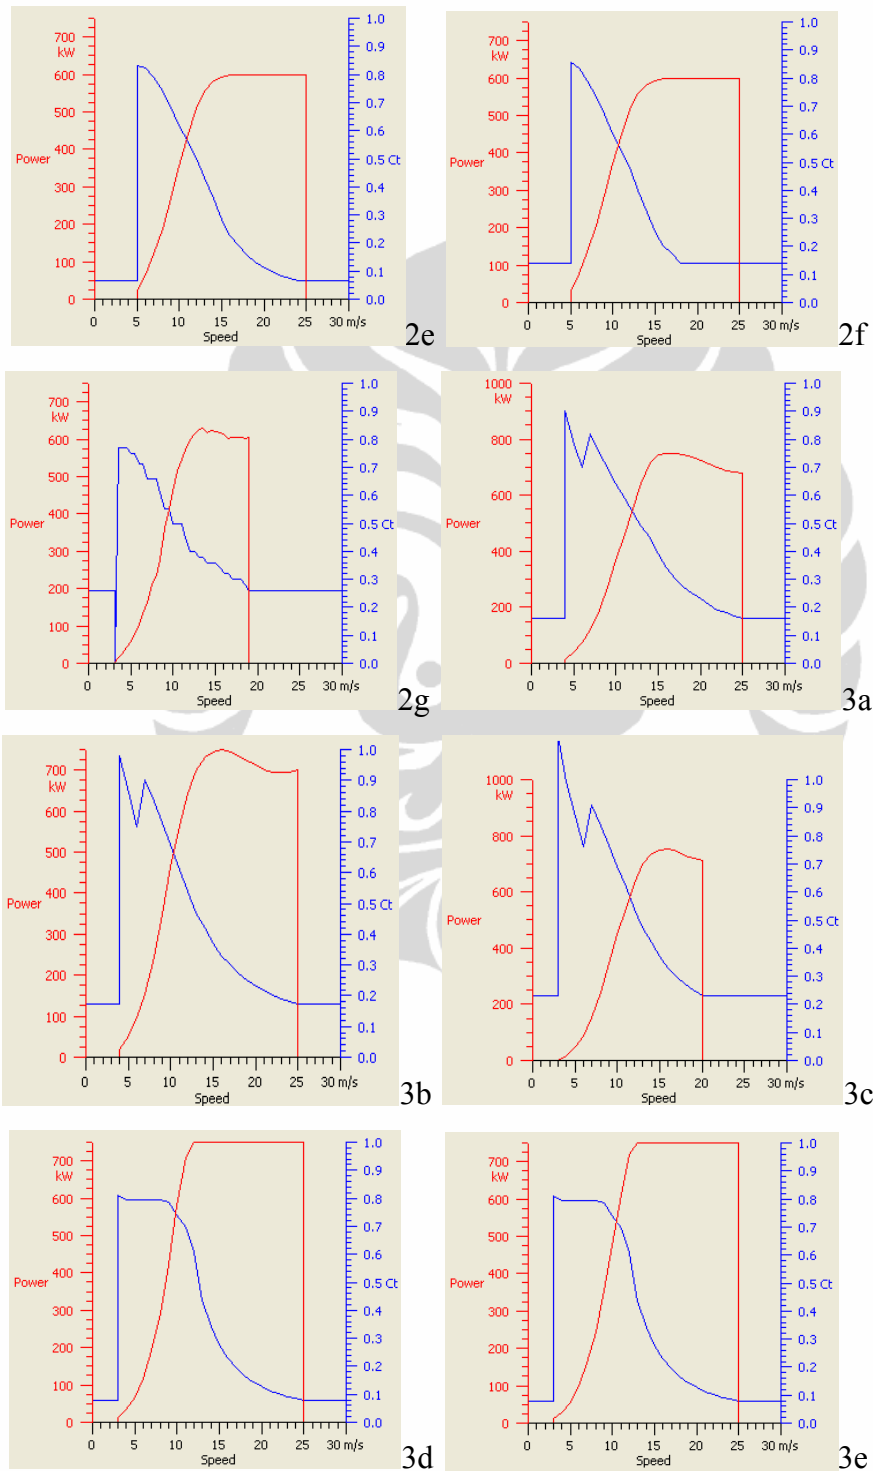 700
kW
600
500
400
Power
300
200
100
0
1.0
0.9
0.8
0.7
0.6
0.5 Ct
0.4
0.3
0.2
0.1
0.0
0 5 10 15 20 25 30 m/s
Speed
2e
700
kW
600
500
400
Power
300
200
100
0
1.0
0.9
0.8
0.7
0.6
0.5 Ct
0.4
0.3
0.2
0.1
0.0
0 5 10 15 20 25 30 m/s
Speed
2f
700
kW
600
500
400
Power
300
200
100
0
1.0
0.9
0.8
0.7
0.6
0.5 Ct
0.4
0.3
0.2
0.1
0.0
0 5 10 15 20 25 30 m/s
Speed
2g
1000
kW
800
600
Power
400
200
0
1.0
0.9
0.8
0.7
0.6
0.5 Ct
0.4
0.3
0.2
0.1
0.0
0 5 10 15 20 25 30 m/s
Speed
3a
700
kW
600
500
400
Power
300
200
100
0
1.0
0.9
0.8
0.7
0.6
0.5 Ct
0.4
0.3
0.2
0.1
0.0
0 5 10 15 20 25 30 m/s
Speed
3b
1000
kW
800
600
Power
400
200
0
1.0
0.9
0.8
0.7
0.6
0.5 Ct
0.4
0.3
0.2
0.1
0.0
0 5 10 15 20 25 30 m/s
Speed
3c
700
kW
600
500
400
Power
300
200
100
0
1.0
0.9
0.8
0.7
0.6
0.5 Ct
0.4
0.3
0.2
0.1
0.0
0 5 10 15 20 25 30 m/s
Speed
3d
700
kW
600
500
400
Power
300
200
100
0
1.0
0.9
0.8
0.7
0.6
0.5 Ct
0.4
0.3
0.2
0.1
0.0
0 5 10 15 20 25 30 m/s
Speed
3e